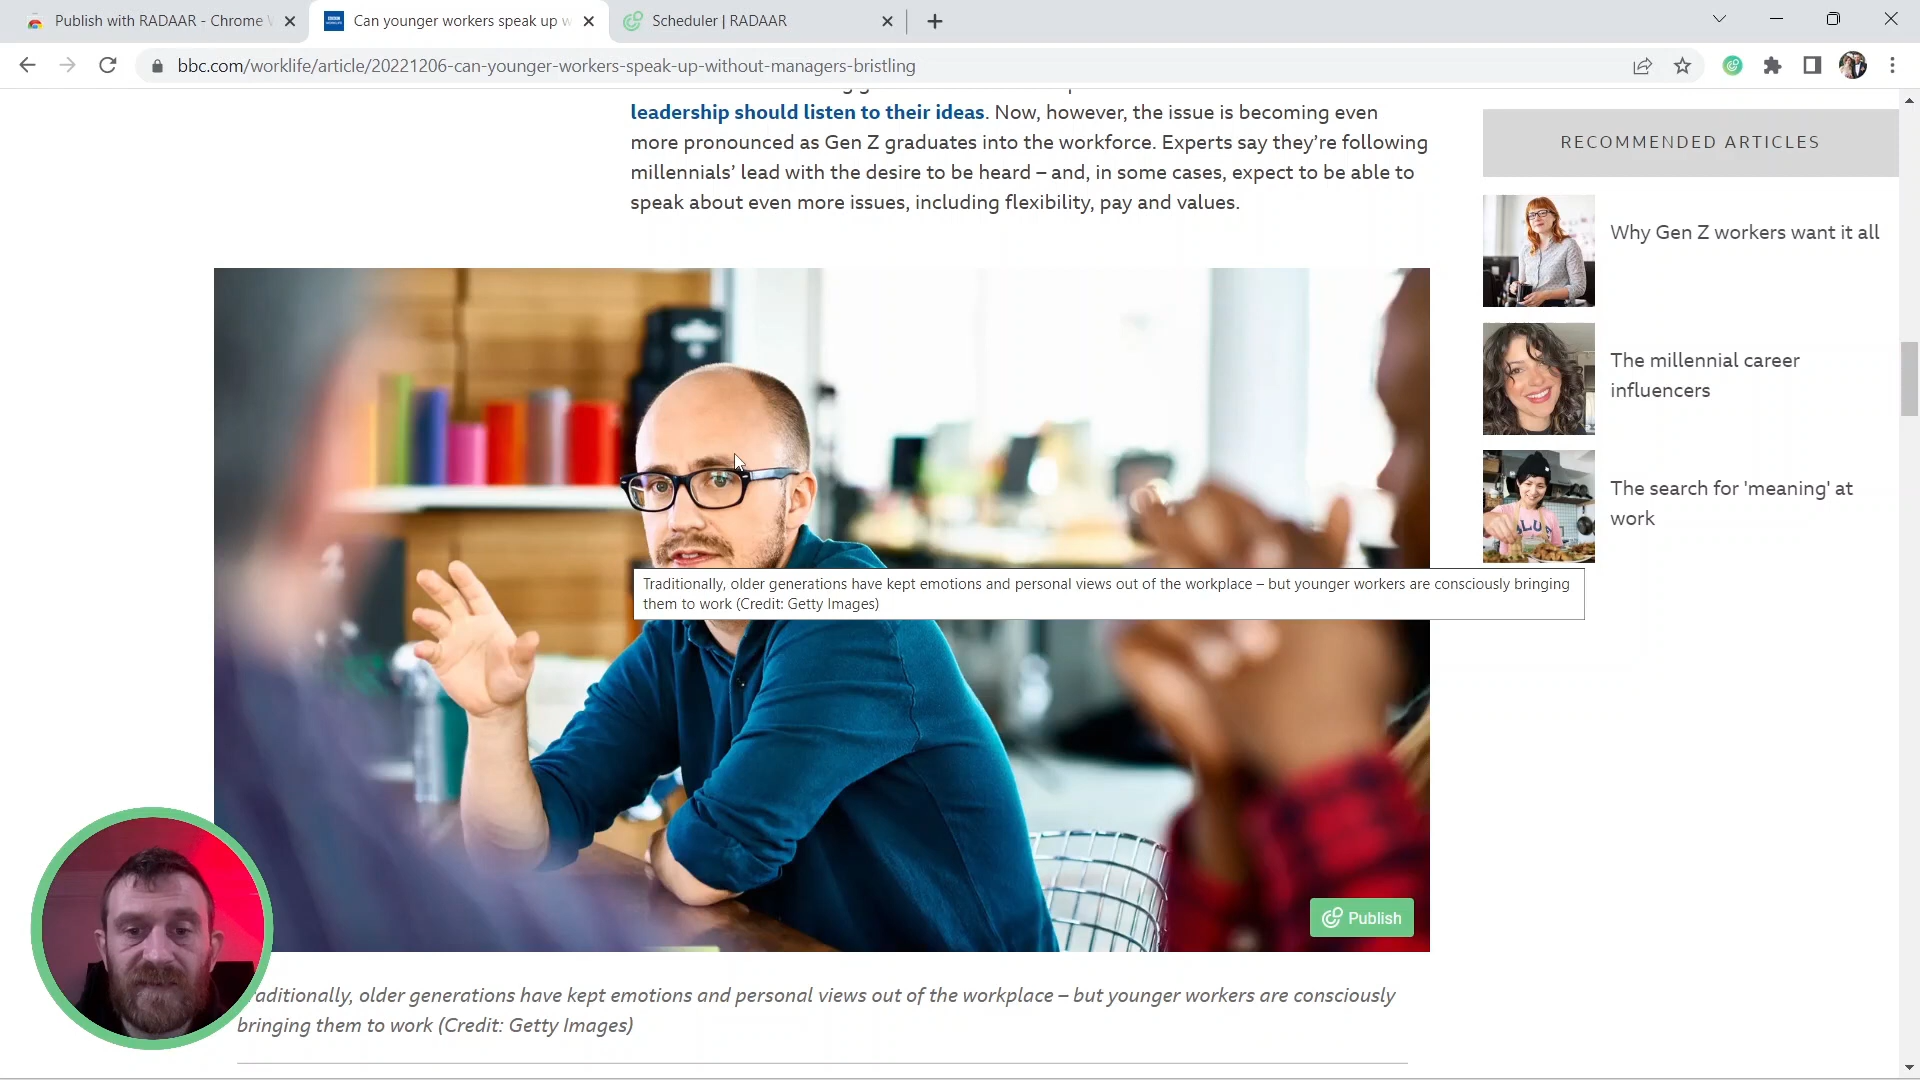 Publish with RADAAR - Chrome
Can younger workers speak up
Scheduler | RADAAR
bbc.com/worklife/article/20221206-can-younger-workers-speak-up-without-managers-bristling
leadership should listen to their ideas. Now, however, the issue is becoming even
more pronounced as Gen Z graduates into the workforce. Experts say they’re following
millennials’ lead with the desire to be heard – and, in some cases, expect to be able to
speak about even more issues, including flexibility, pay and values.
RECOMMENDED ARTICLES
Why Gen Z workers want it all
The millennial career
influencers
The search for 'meaning' at
work
Traditionally, older generations have kept emotions and personal views out of the workplace – but younger workers are consciously bringing
them to work (Credit: Getty Images)
Publish
aditionally, older generations have kept emotions and personal views out of the workplace – but younger workers are consciously
bringing them to work (Credit: Getty Images)